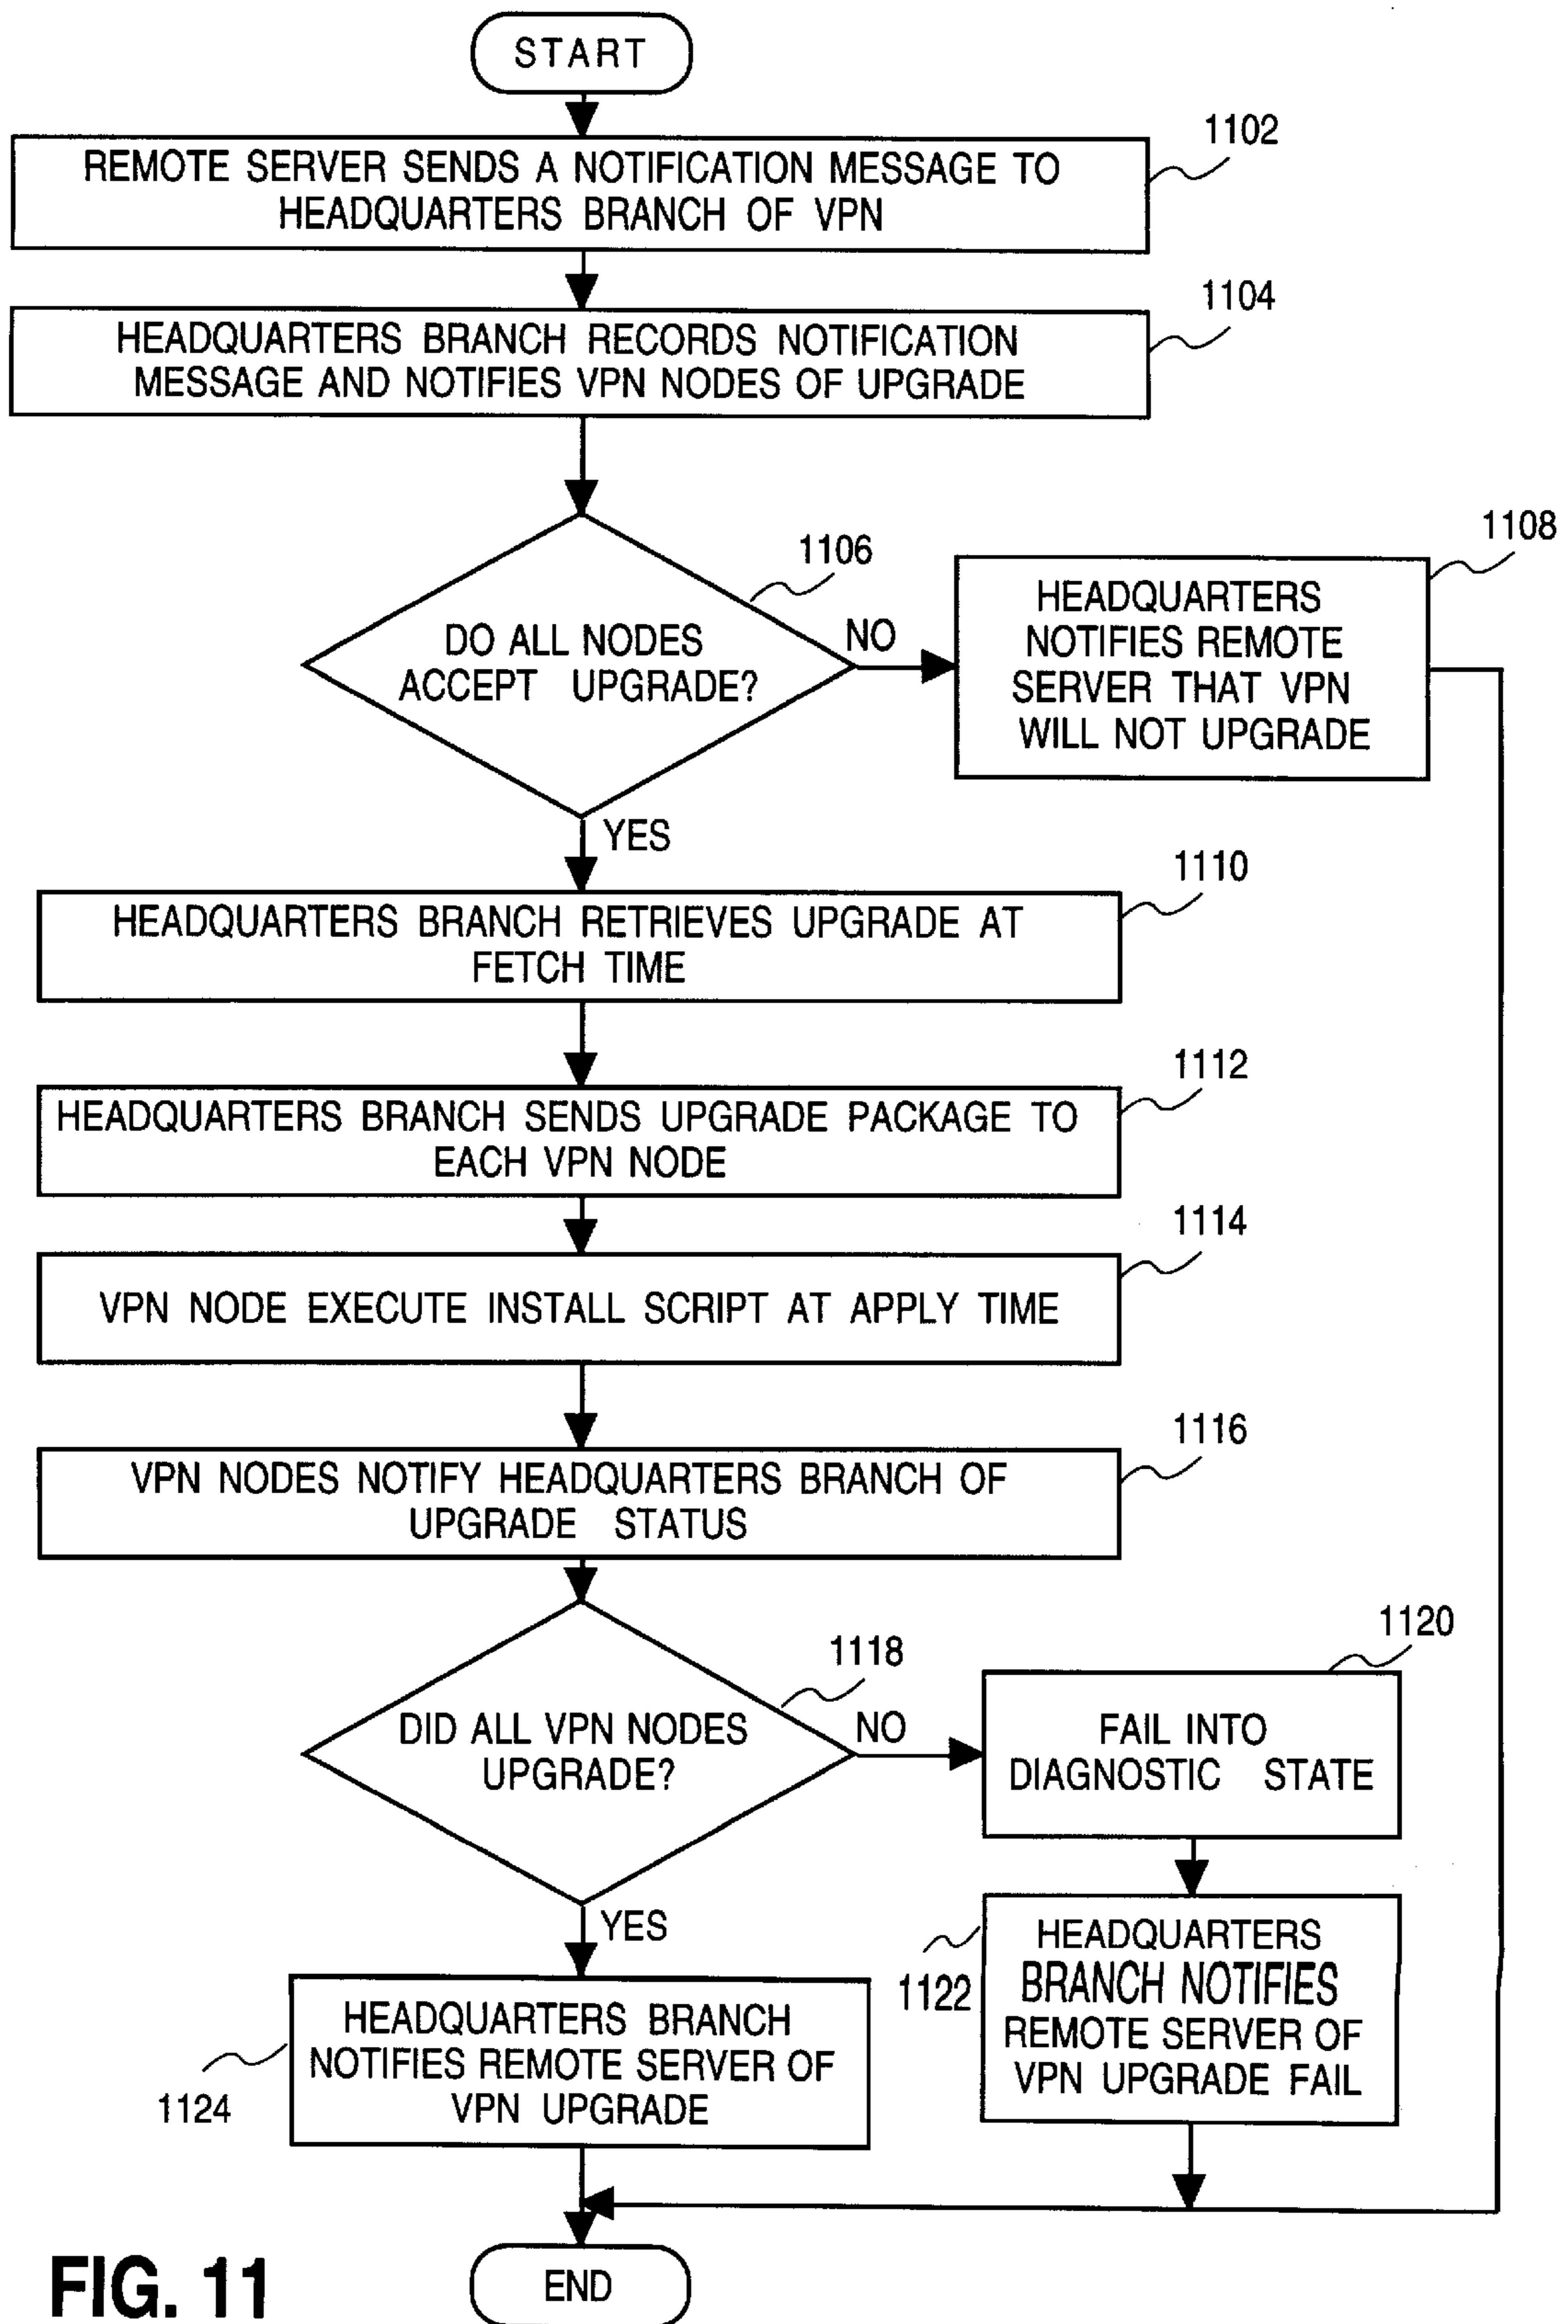 START
1102
REMOTE SERVER SENDS A NOTIFICATION MESSAGE TO
HEADQUARTERS BRANCH OF VPN
1104
HEADQUARTERS BRANCH RECORDS NOTIFICATION
MESSAGE AND NOTIFIES VPN NODES OF UPGRADE
1106
DO ALL NODES
ACCEPT UPGRADE?
NO
1108
HEADQUARTERS
NOTIFIES REMOTE
SERVER THAT VPN
WILL NOT UPGRADE
YES
1110
HEADQUARTERS BRANCH RETRIEVES UPGRADE AT
FETCH TIME
1112
HEADQUARTERS BRANCH SENDS UPGRADE PACKAGE TO
EACH VPN NODE
1114
VPN NODE EXECUTE INSTALL SCRIPT AT APPLY TIME
1116
VPN NODES NOTIFY HEADQUARTERS BRANCH OF
UPGRADE STATUS
1118
DID ALL VPN NODES
UPGRADE?
NO
1120
FAIL INTO
DIAGNOSTIC STATE
1122
HEADQUARTERS
BRANCH NOTIFIES
REMOTE SERVER OF
VPN UPGRADE FAIL
YES
1124
HEADQUARTERS BRANCH
NOTIFIES REMOTE SERVER OF
VPN UPGRADE
END
FIG. 11